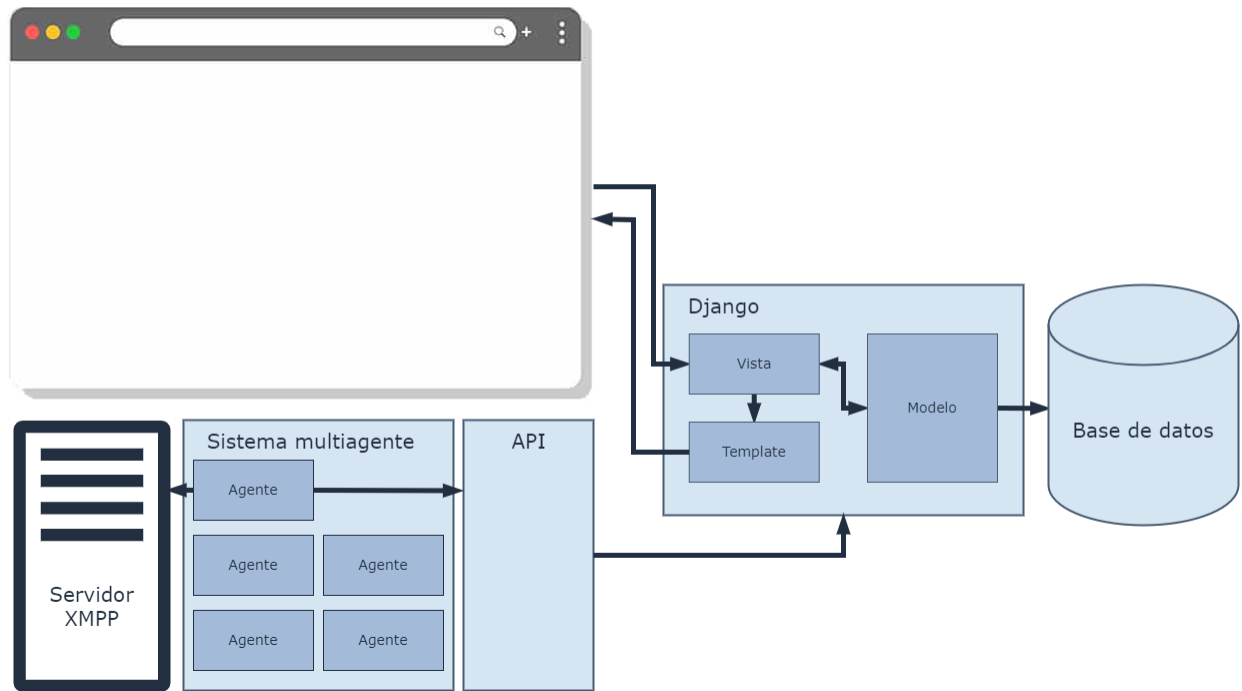 Django
Vista
Modelo
Template
Base de datos
Sistema multiagente
API
Agente
Agente
Agente
Agente
Agente
Servidor
XMPP